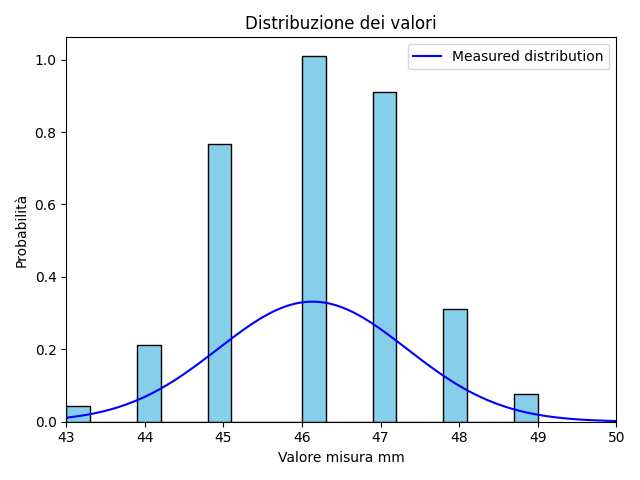 Distribuzione dei valori
Measured distribution
Probabilità
1.0
0.8
0.6
0.4
0.2
0.0
43 44 45 46 47 48 49 50
Valore misura mm